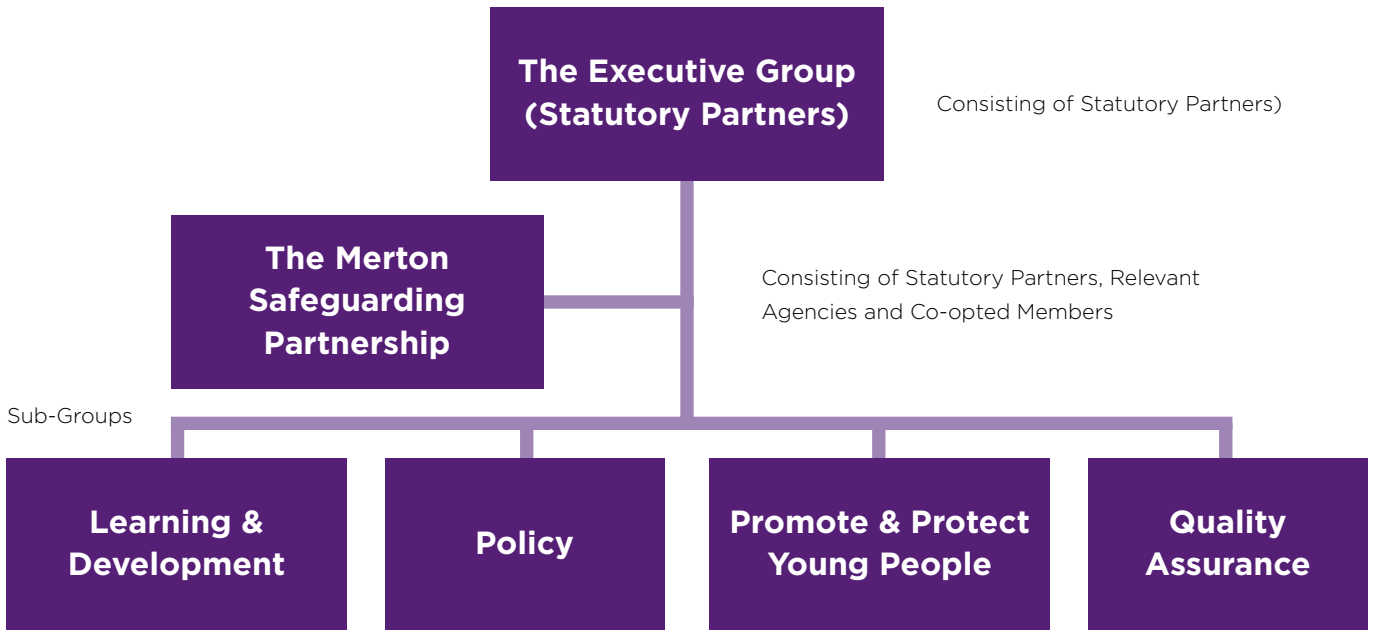 The Executive Group
(Statutory Partners)
Consisting of Statutory Partners)
The Merton
Safeguarding
Partnership
Consisting of Statutory Partners, Relevant
Agencies and Co-opted Members
Sub-Groups
Learning &
Development
Policy
Promote & Protect
Young People
Quality
Assurance